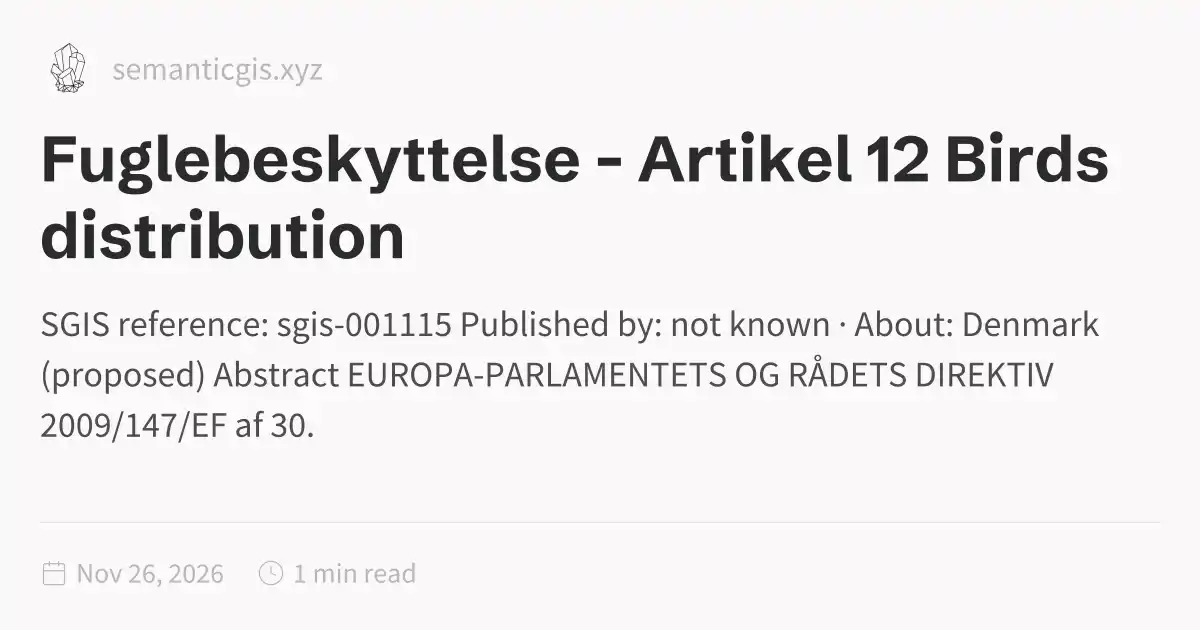 semanticgis.xyz
Fuglebeskyttelse - Artikel 12 Birds
distribution
SGIS reference: sgis-001115 Published by: not known · About: Denmark
(proposed) Abstract EUROPA-PARLAMENTETS OG RÅDETS DIREKTIV
2009/147/EF af 30.
Nov 26, 2026 1 min read